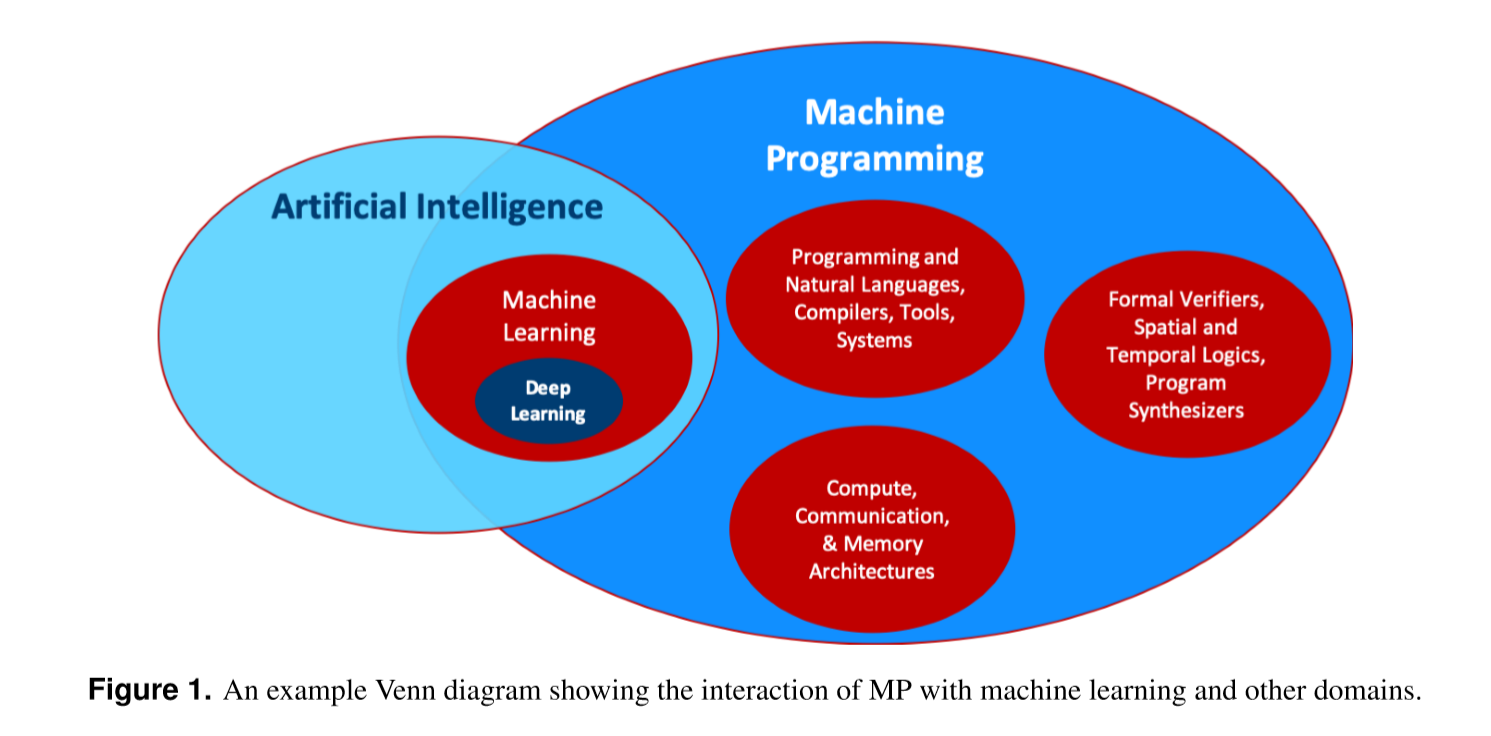 Machine
Programming
Artificial Intelligence
Programming and
Natural Languages,
Compilers, Tools,
Systems
Machine
Learning
Deep
Learning
Formal Verifiers,
Spatial and
Temporal Logics,
Program
Synthesizers
Compute,
Communication,
& Memory
Architectures
Figure 1. An example Venn diagram showing the interaction of MP with machine learning and other domains.